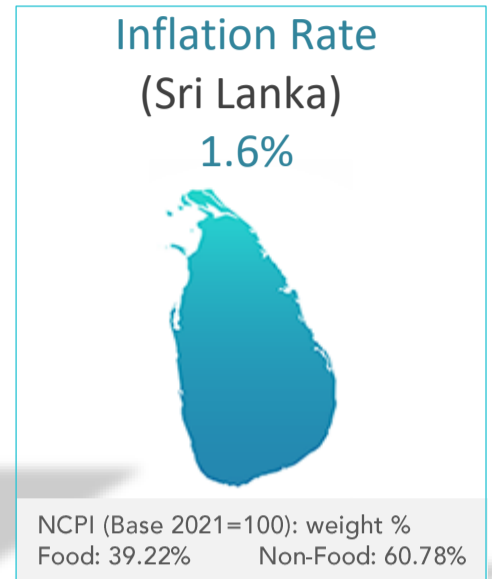 Inflation Rate
(Sri Lanka)
1.6%
NCPI (Base 2021=100): weight %
Food: 39.22% Non-Food: 60.78%